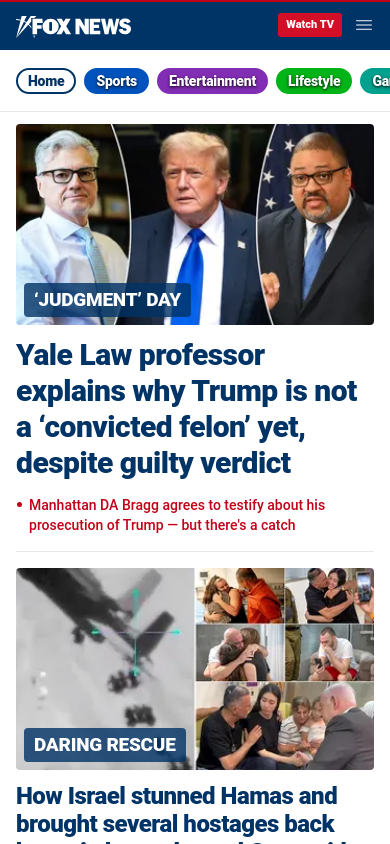 FOX NEWS
Watch TV
Home
Sports
Entertainment
Lifestyle
‘JUDGMENT’ DAY
Yale Law professor
explains why Trump is not
a ‘convicted felon’ yet,
despite guilty verdict
• Manhattan DA Bragg agrees to testify about his
prosecution of Trump — but there's a catch
DARING RESCUE
How Israel stunned Hamas and
brought several hostages back